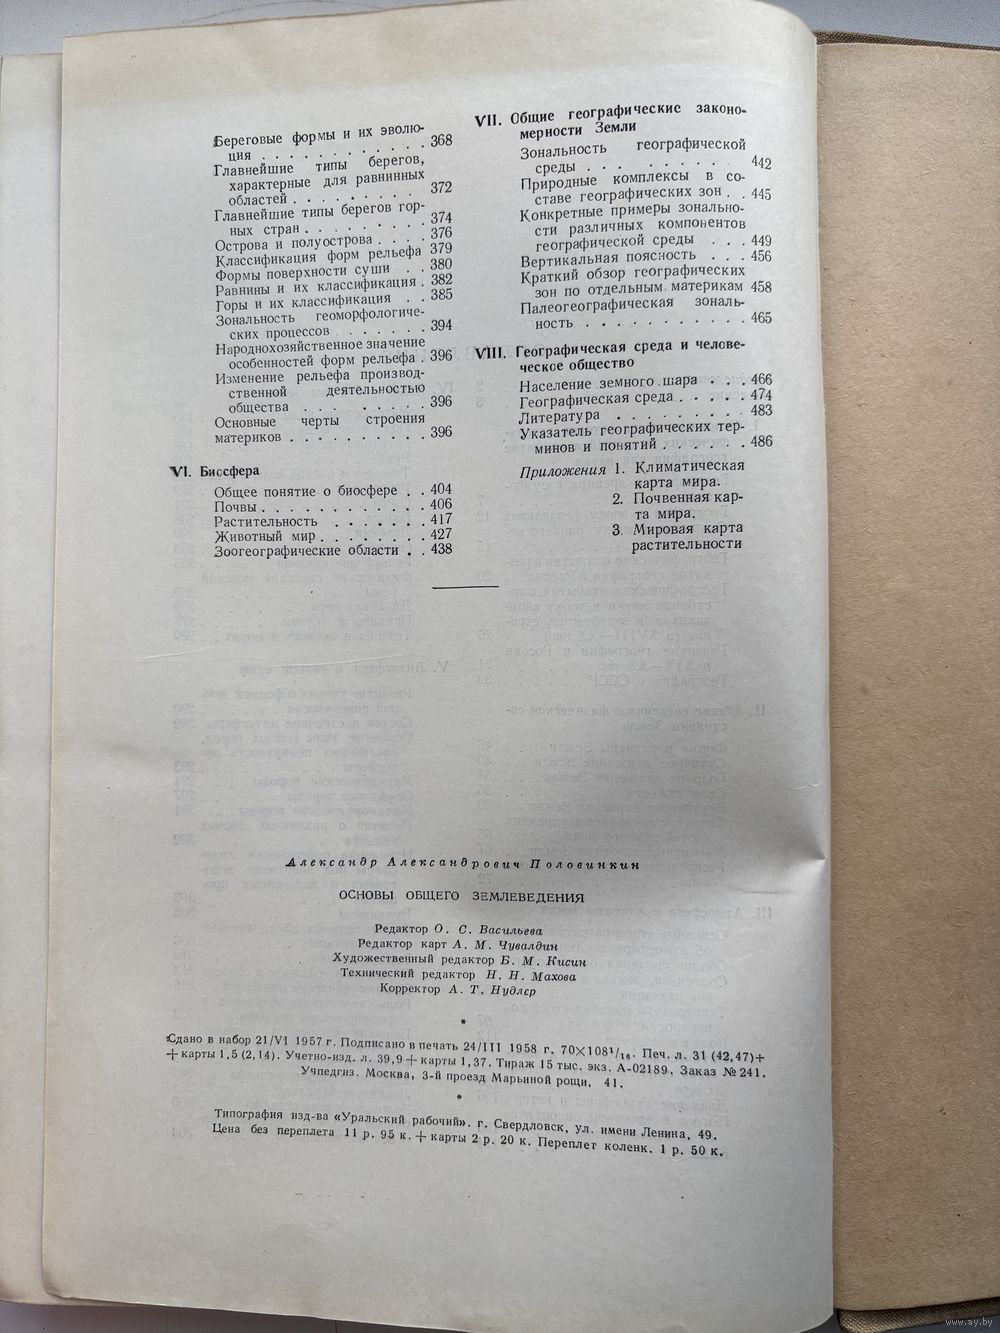 Береговые формы и их эволю-
ция . . . . . . . . . . . 368
Главнейшие типы берегов,
характерные для равнинных
областей . . . . . . . . . 372
Главнейшие типы берегов гор-
ных стран . . . . . . . . . 374
Острова и полуострова . . . . 376
Классификация форм рельефа 379
Формы поверхности суши . . 380
Равнины и их классификация . 382
Горы и их классификация . . 385
Зональность геоморфологиче-
ских процессов . . . . . . 394
Народнохозяйственное значение
особенностей форм рельефа . 396
Изменение рельефа производ-
ственной деятельностью
общества . . . . . . . . . 396
Основные черты строения
материков . . . . . . . . . . 396
VI. Биосфера
Общее понятие о биосфере . . 404
Почвы . . . . . . . . . . . . 406
Растительность . . . . . . . 417
Животный мир . . . . . . . . 427
Зоогеографические области . . 438
VII. Общие географические законо-
мерности Земли
Зональность географической
среды . . . . . . . . . . 442
Природные комплексы в со-
ставе географических зон . . 445
Конкретные примеры зонально-
сти различных компонентов
географической среды . . . 449
Вертикальная поясность . . . 456
Краткий обзор географических
зон по отдельным материкам 458
Палеогеографическая зональ-
ность . . . . . . . . . . . 465
VIII. Географическая среда и челове-
ческое общество
Население земного шара . . . 466
Географическая среда . . . . . 474
Литература . . . . . . . . . 483
Указатель географических тер-
минов и понятий . . . . . . 486
Приложения 1. Климатическая
карта мира.
2. Почвенная кар-
та мира.
3. Мировая карта
растительности
Александр Александрович Половинкин
ОСНОВЫ ОБЩЕГО ЗЕМЛЕВЕДЕНИЯ
Редактор О. С. Васильева
Редактор карт А. М. Чувалдин
Художественный редактор Б. М. Кисин
Технический редактор Н. Н. Махова
Корректор А. Т. Нудлер
*
Сдано в набор 21/VI 1957 г. Подписано в печать 24/III 1958 г. 70×108¹/₁₆. Печ. л. 31 (42,47)+
+карты 1,5 (2,14). Учетно-изд. л. 39,9+карты 1,37. Тираж 15 тыс. экз. А-02189. Заказ № 241.
Учпедгиз. Москва, 3-й проезд Марьиной рощи, 41.
*
Типография изд-ва «Уральский рабочий». г. Свердловск, ул. имени Ленина, 49.
Цена без переплета 11 р. 95 к.+карты 2 р. 20 к. Переплет коленк. 1 р. 50 к.
www.ay.by